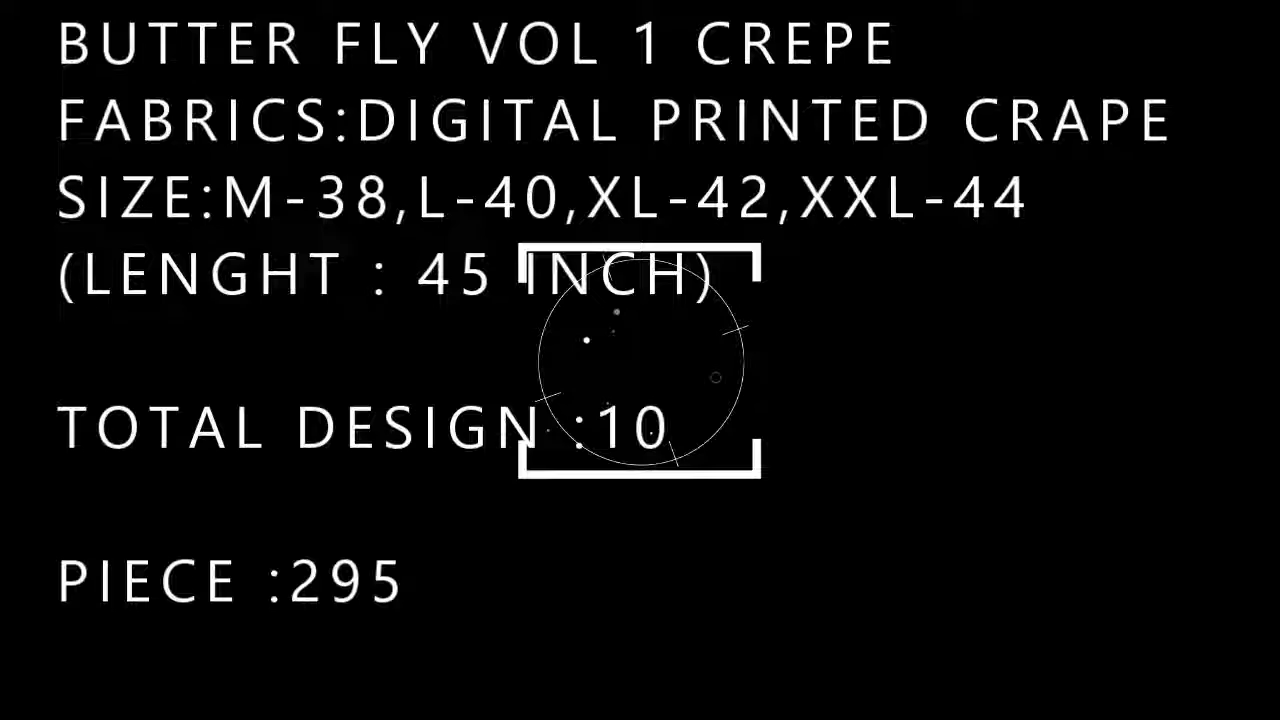 BUTTER FLY VOL 1 CREPE
FABRICS:DIGITAL PRINTED CRAPE
SIZE:M-38,L-40,XL-42,XXL-44
(LENGHT : 45 INCH)
TOTAL DESIGN :10
PIECE :295